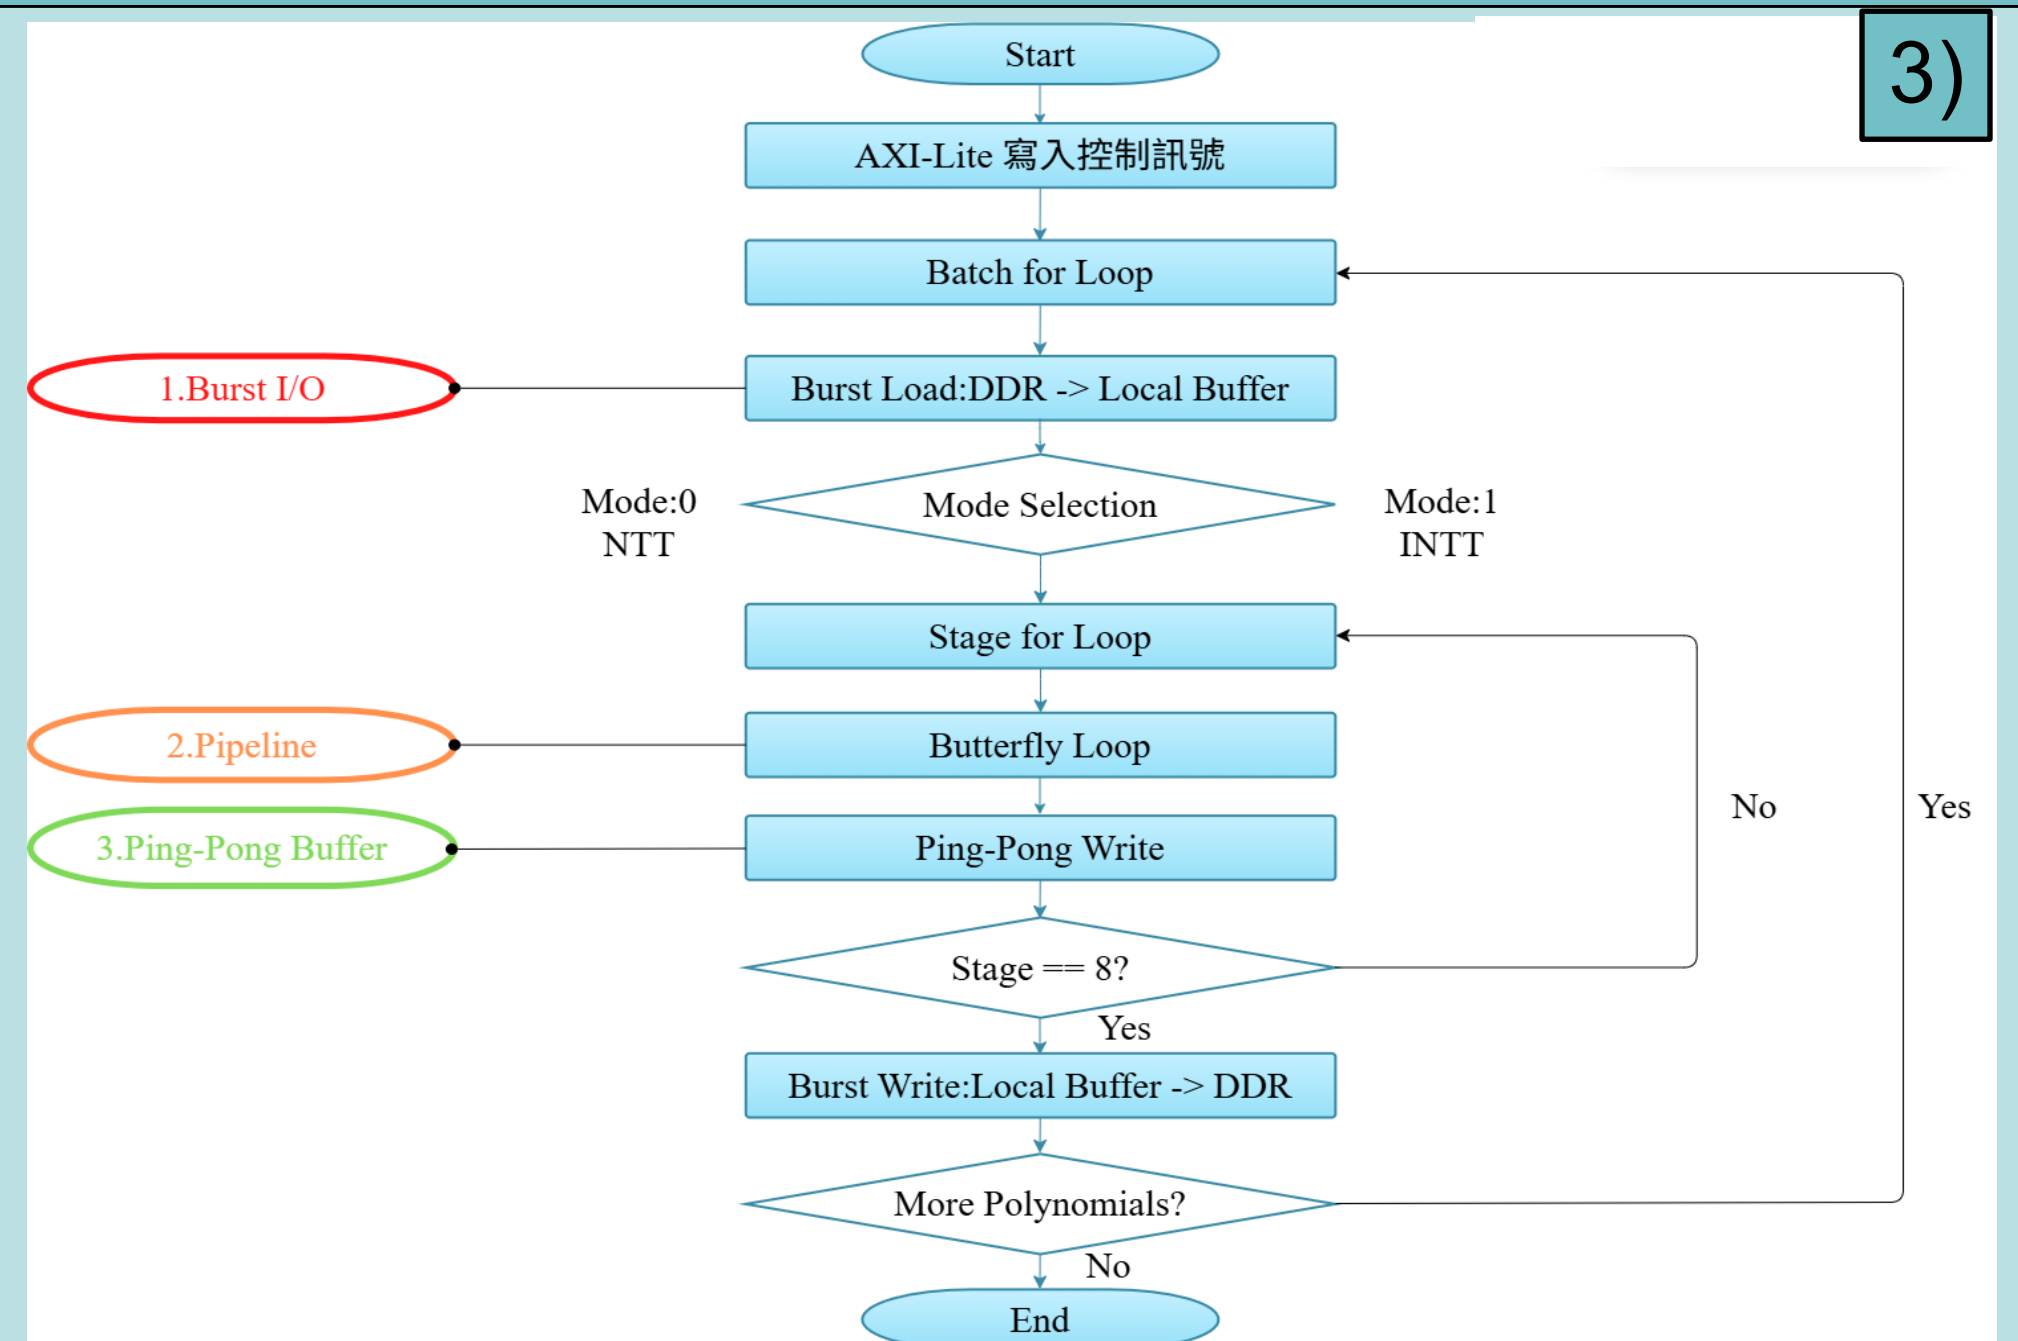 3)
Start
AXI-Lite 寫入控制訊號
Batch for Loop
1.Burst I/O
Burst Load:DDR -> Local Buffer
Mode:0
NTT
Mode Selection
Mode:1
INTT
Stage for Loop
2.Pipeline
Butterfly Loop
No
Yes
3.Ping-Pong Buffer
Ping-Pong Write
Stage == 8?
Yes
Burst Write:Local Buffer -> DDR
More Polynomials?
No
End